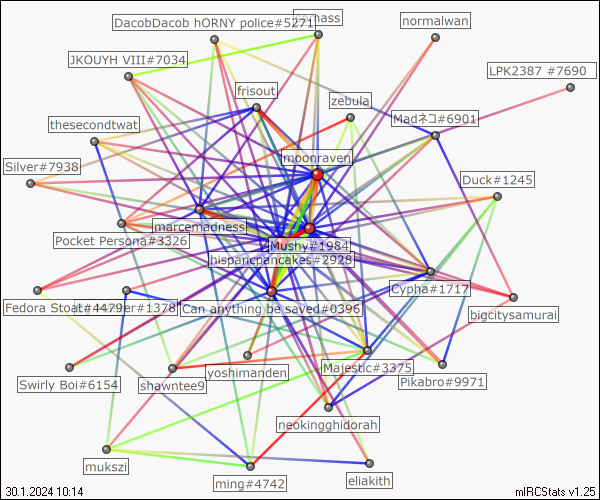 DacobDacob hORNY police#5271
normalwan
JKOUYH VIII#7034
LPK2387 #7690
frisout
zebula
Madネコ#6901
thesecondtwat
moonraven
Silver#7938
Duck#1245
marcemadness
Pocket Persona#3326
Mushy#1984
hispanicpancakes#2928
Cypha#1717
Fedora Stoat#4479
#1378
Can anything be saved#0396
bigcitysamurai
Swirly Boi#6154
shawntee9
yoshimanden
Majestic#3375
Pikabro#9971
neokingghidorah
mukszi
ming#4742
eliakith
30.1.2024 10:14
mIRCStats v1.25